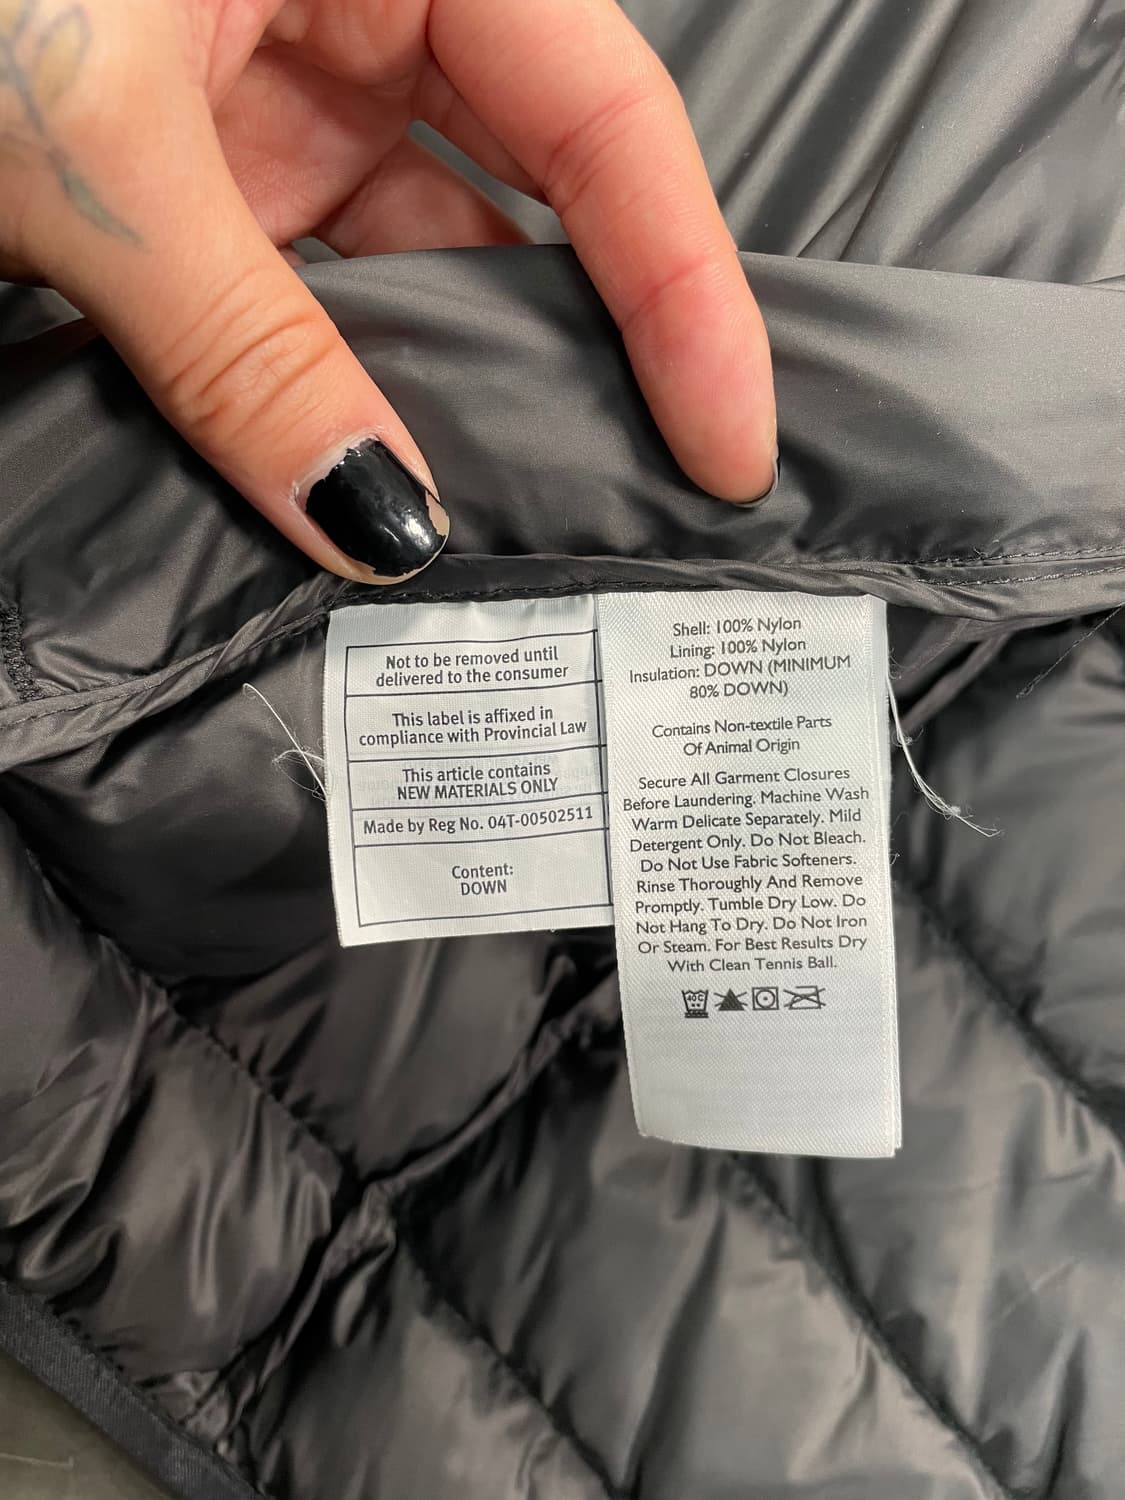 Not to be removed until
delivered to the consumer
This label is affixed in
compliance with Provincial Law
This article contains
NEW MATERIALS ONLY
Made by Reg No. 04T-00502511
Content:
DOWN
Shell: 100% Nylon
Lining: 100% Nylon
Insulation: DOWN (MINIMUM
80% DOWN)
Contains Non-textile Parts
Of Animal Origin
Secure All Garment Closures
Before Laundering. Machine Wash
Warm Delicate Separately. Mild
Detergent Only. Do Not Bleach.
Do Not Use Fabric Softeners.
Rinse Thoroughly And Remove
Promptly. Tumble Dry Low. Do
Not Hang To Dry. Do Not Iron
Or Steam. For Best Results Dry
With Clean Tennis Ball.
40C